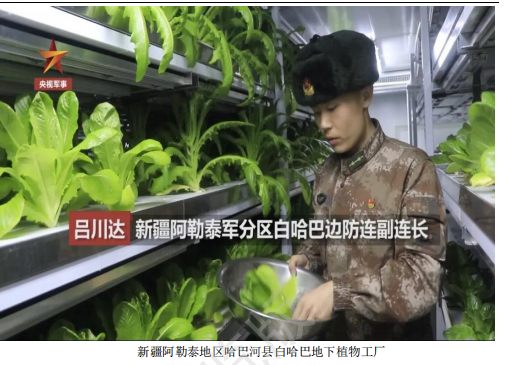 央视军事
吕川达 新疆阿勒泰军分区白哈巴边防连副连长
新疆阿勒泰地区哈巴河县白哈巴地下植物工厂